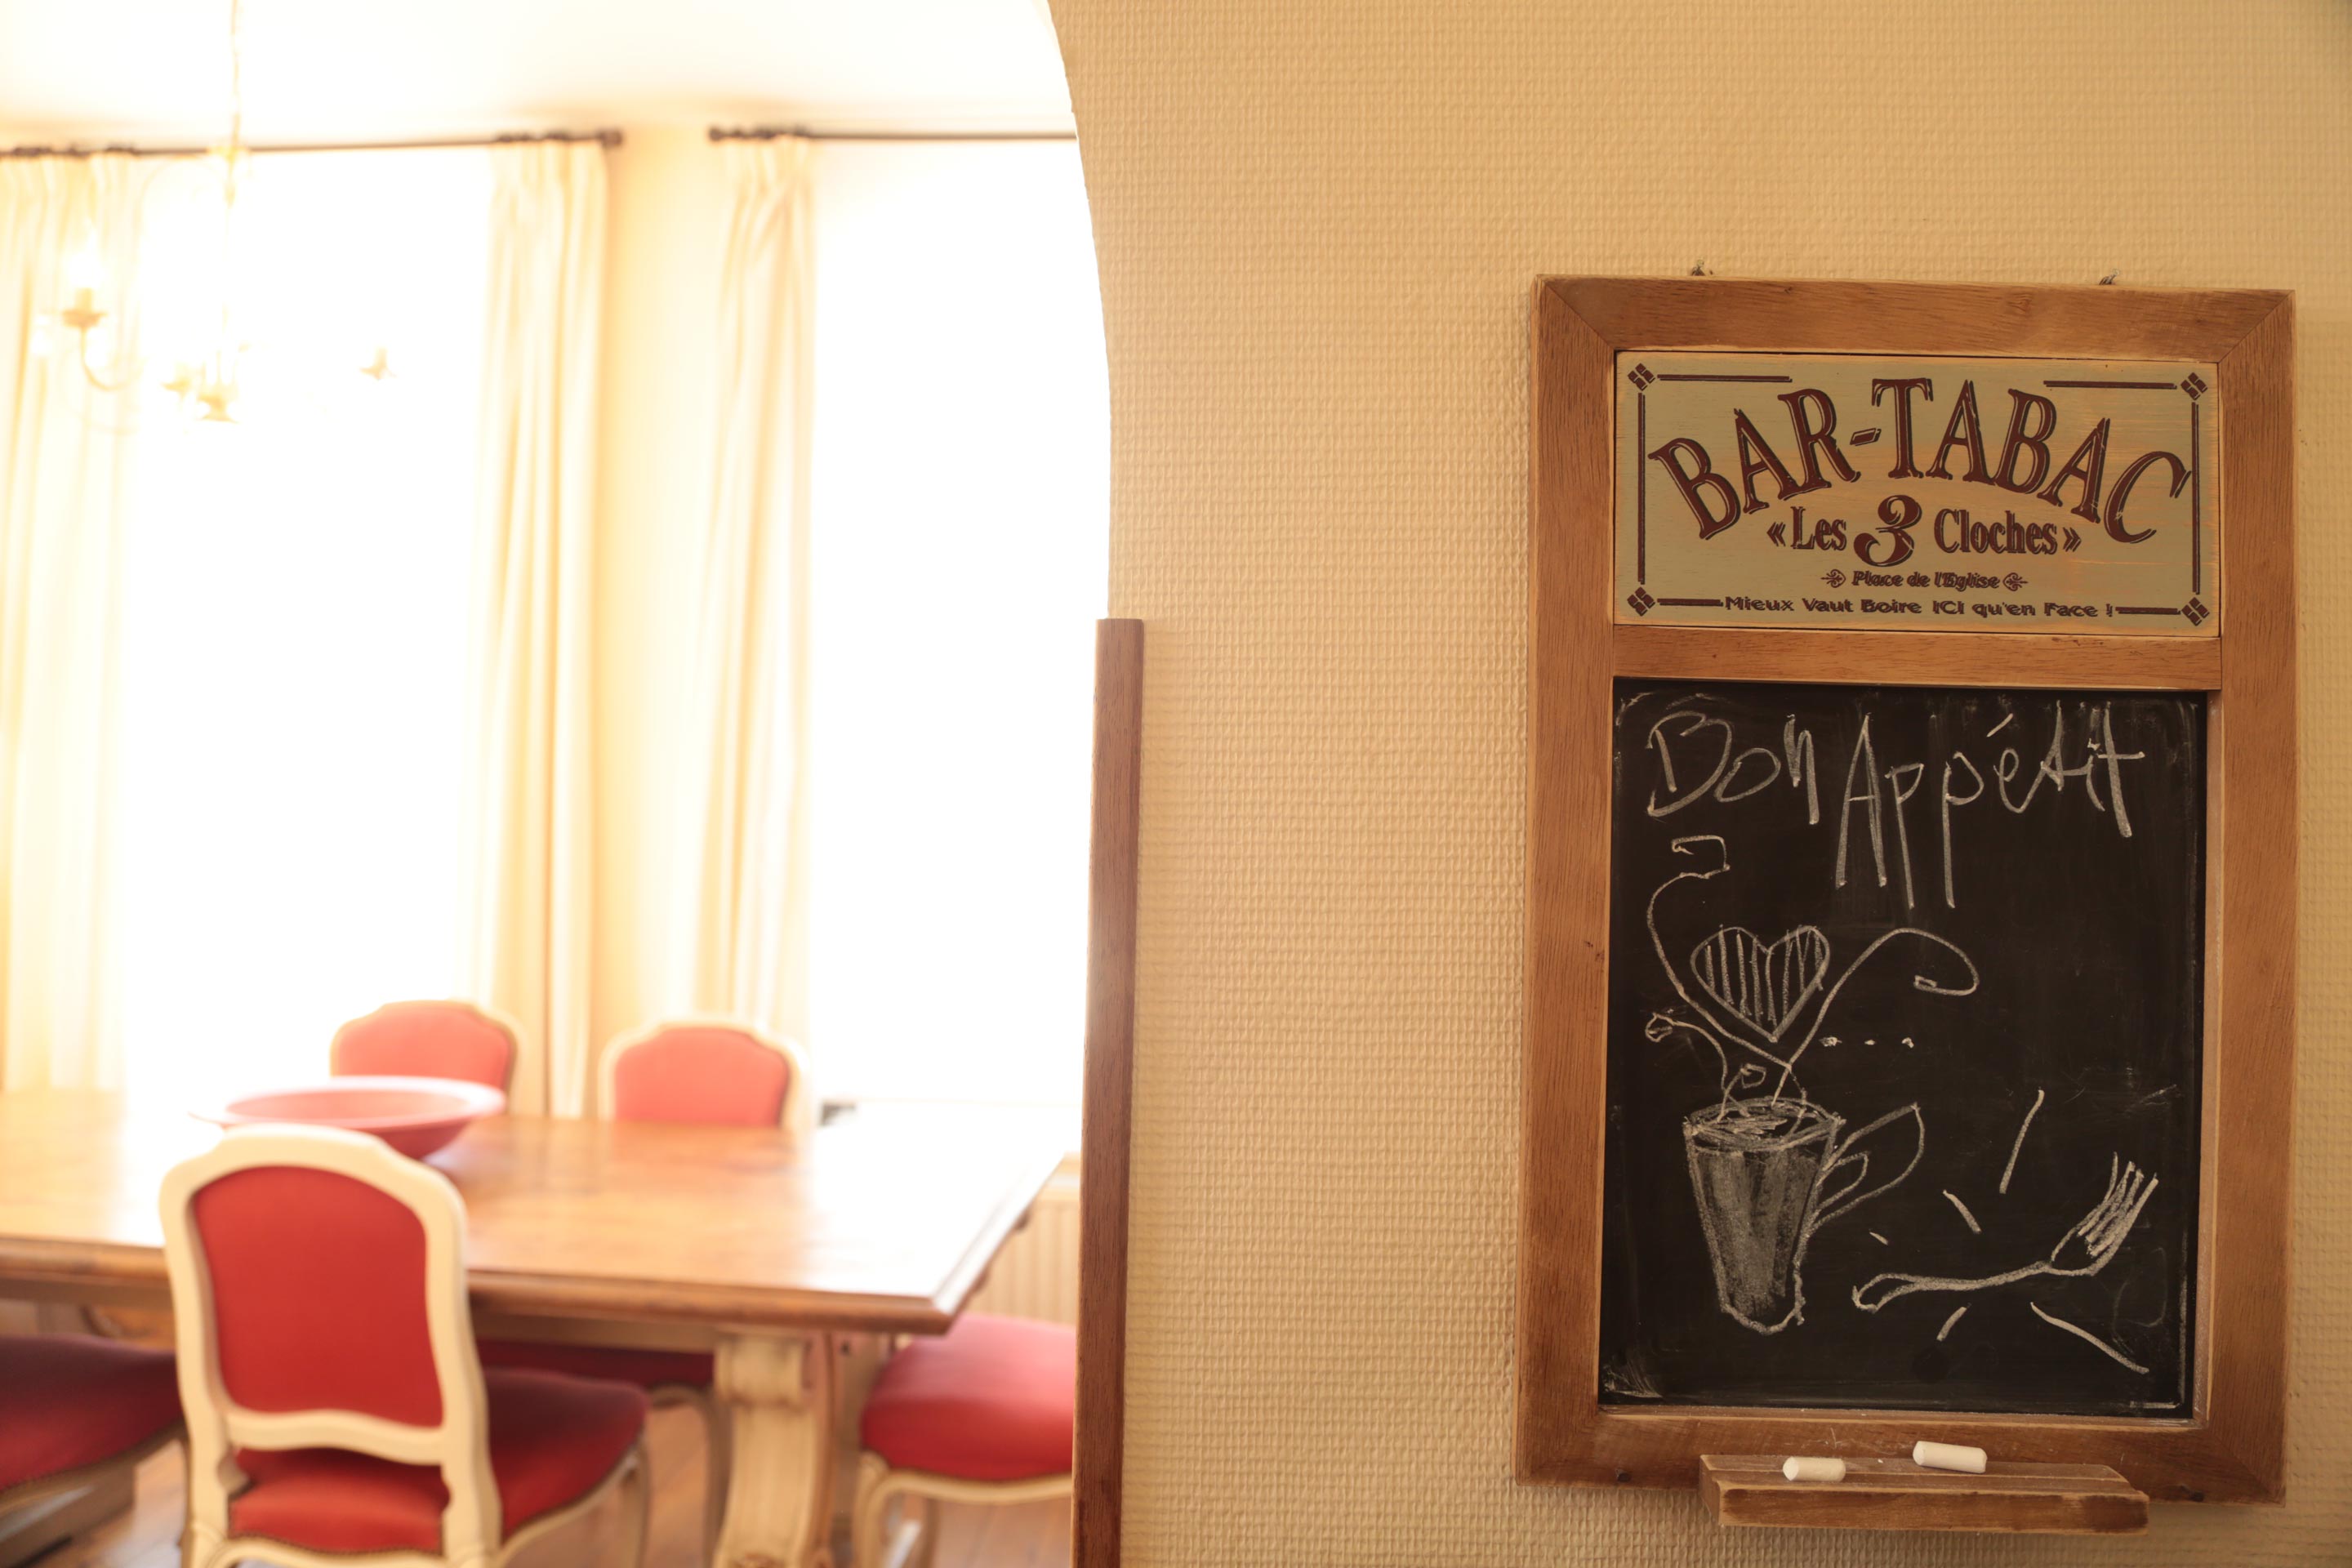 BAR-TABAC
«Les 3 Cloches»
Place de l'Eglise
Mieux Vaut Boire ICI qu'en Face !
Bon Appétit